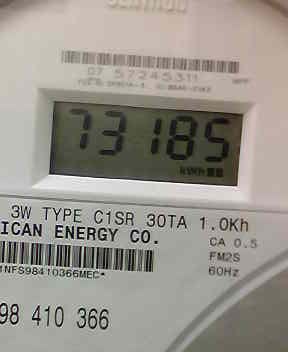 07 57245311
73185
kWh
3W TYPE C1SR 30TA 1.0Kh
ICAN ENERGY CO.
CA 0.5
FM2S
1NFS98410366MEC*
60Hz
98 410 366